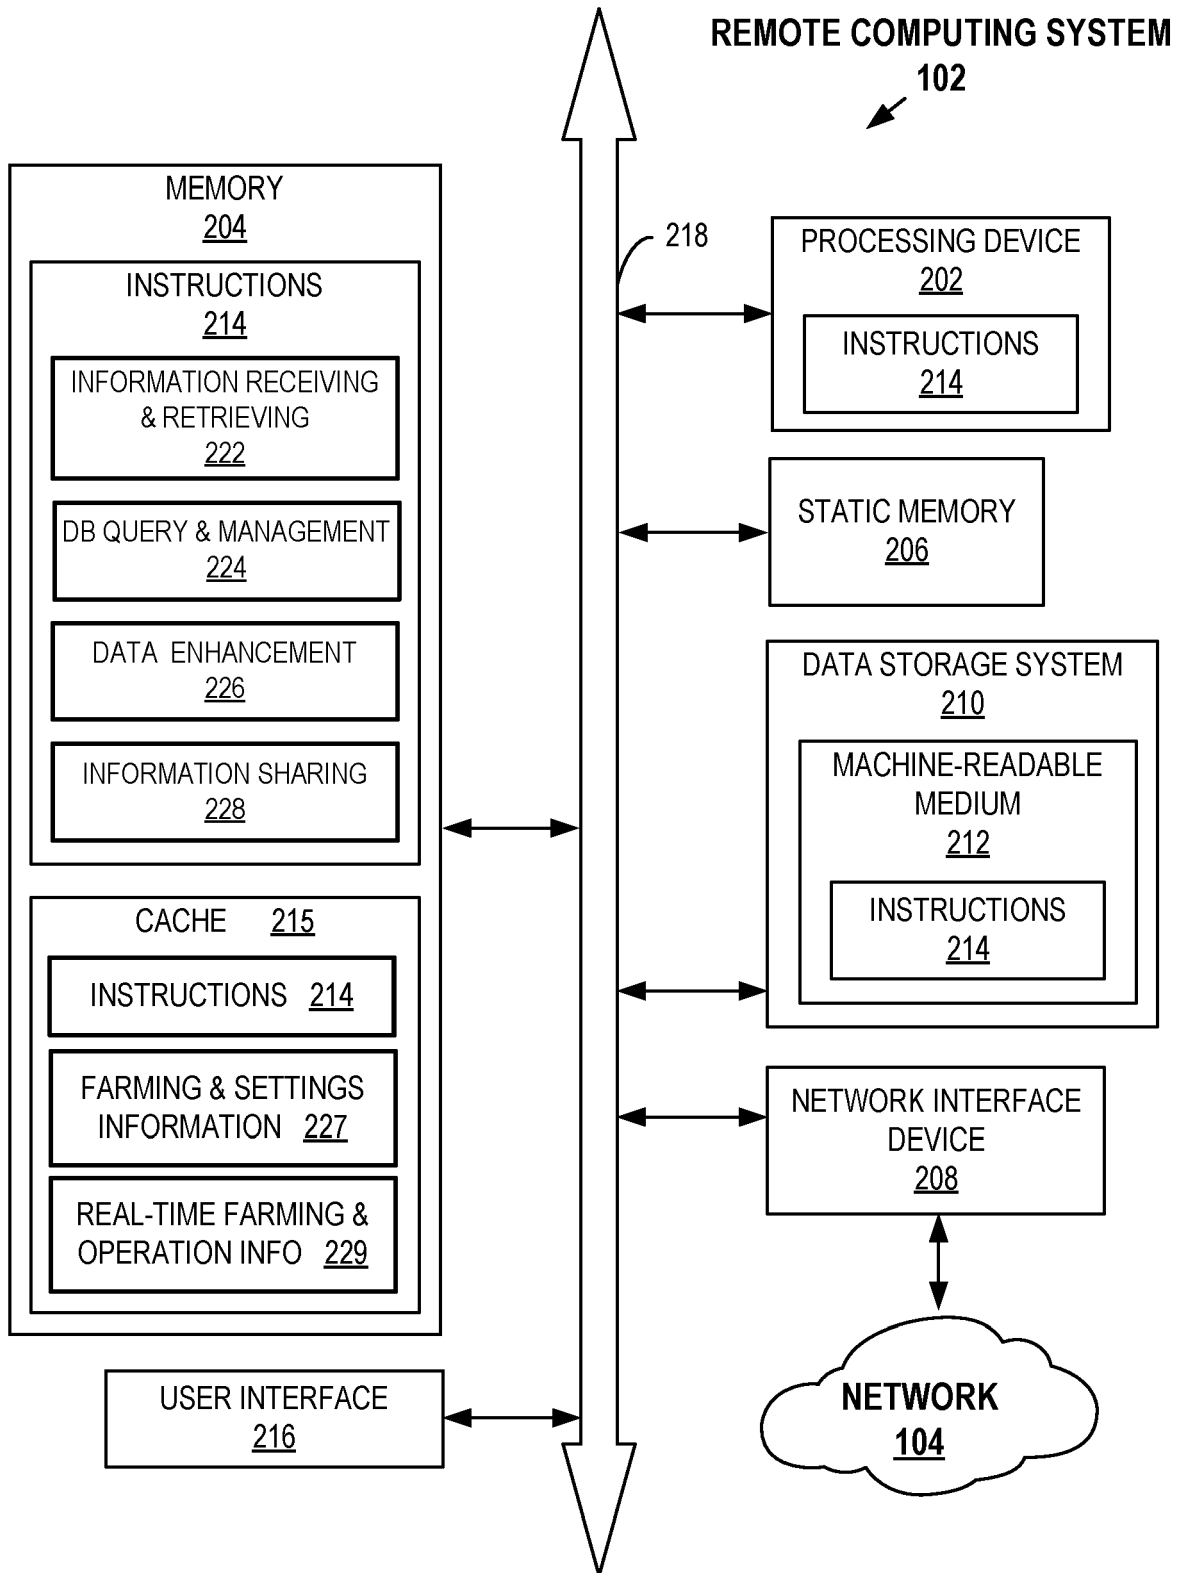 REMOTE COMPUTING SYSTEM
102
MEMORY
204
INSTRUCTIONS
214
INFORMATION RECEIVING
& RETRIEVING
222
DB QUERY & MANAGEMENT
224
DATA ENHANCEMENT
226
INFORMATION SHARING
228
CACHE 215
INSTRUCTIONS 214
FARMING & SETTINGS
INFORMATION 227
REAL-TIME FARMING &
OPERATION INFO 229
USER INTERFACE
216
218
PROCESSING DEVICE
202
INSTRUCTIONS
214
STATIC MEMORY
206
DATA STORAGE SYSTEM
210
MACHINE-READABLE
MEDIUM
212
INSTRUCTIONS
214
NETWORK INTERFACE
DEVICE
208
NETWORK
104